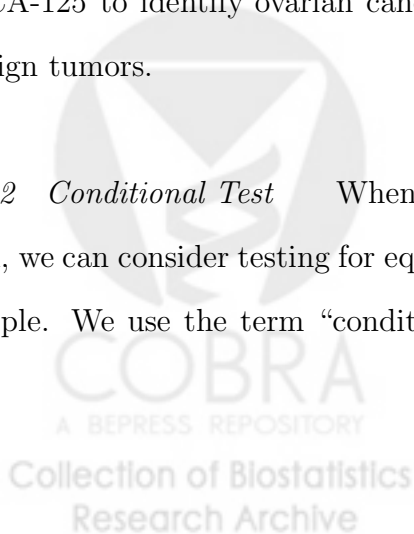 CA-125 to identify ovarian can
ign tumors.
2 Conditional Test When
, we can consider testing for eq
ple. We use the term “condit
COBRA
A BEPRESS REPOSITORY
Collection of Biostatistics
Research Archive